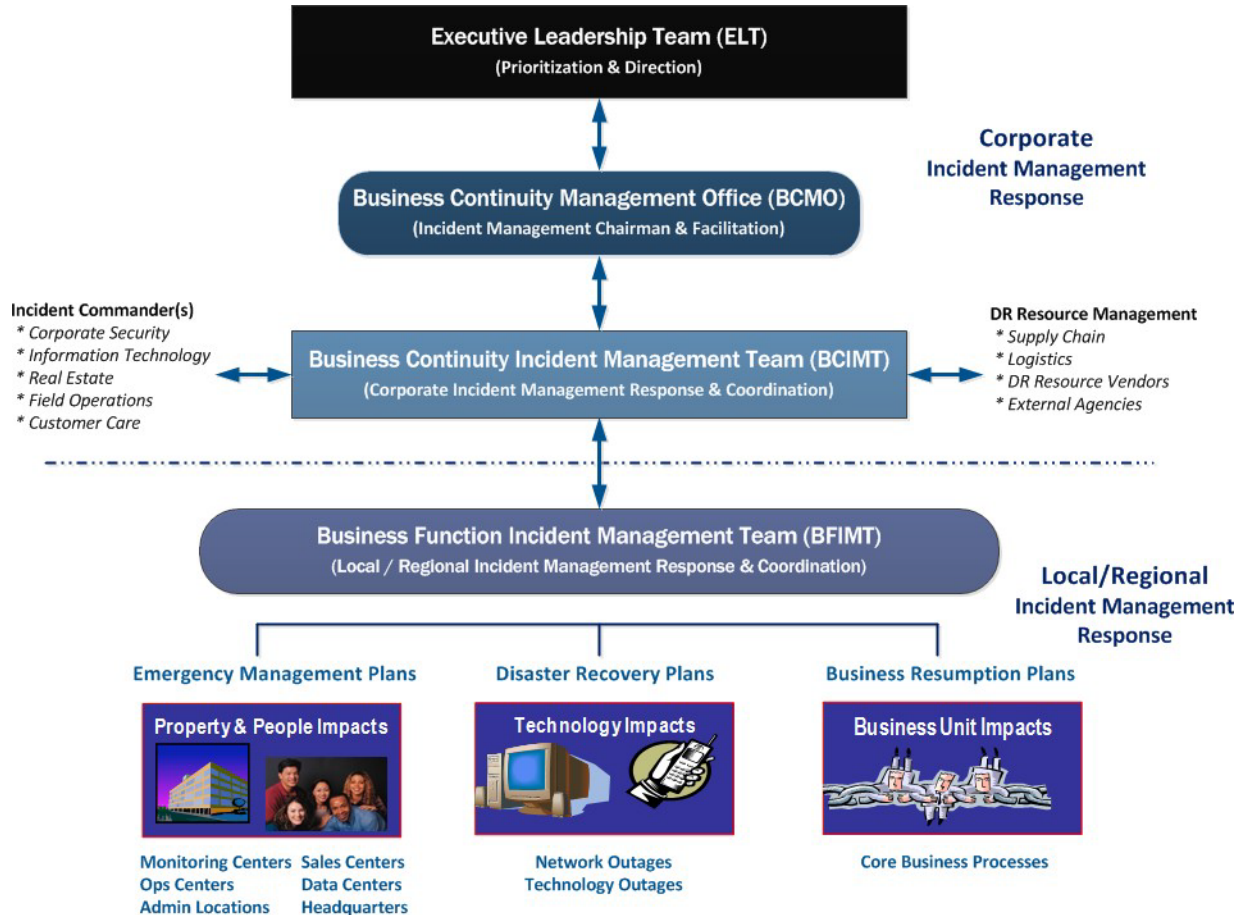 Executive Leadership Team (ELT)
(Prioritization & Direction)
Corporate
Incident Management
Response
Business Continuity Management Office (BCMO)
(Incident Management Chairman & Facilitation)
Incident Commander(s)
* Corporate Security
* Information Technology
* Real Estate
* Field Operations
* Customer Care
Business Continuity Incident Management Team (BCIMT)
(Corporate Incident Management Response & Coordination)
DR Resource Management
* Supply Chain
* Logistics
* DR Resource Vendors
* External Agencies
Business Function Incident Management Team (BFIMT)
(Local / Regional Incident Management Response & Coordination)
Local/Regional
Incident Management
Response
Emergency Management Plans
Property & People Impacts
Monitoring Centers Sales Centers
Ops Centers Data Centers
Admin Locations Headquarters
Disaster Recovery Plans
Technology Impacts
Network Outages
Technology Outages
Business Resumption Plans
Business Unit Impacts
Core Business Processes